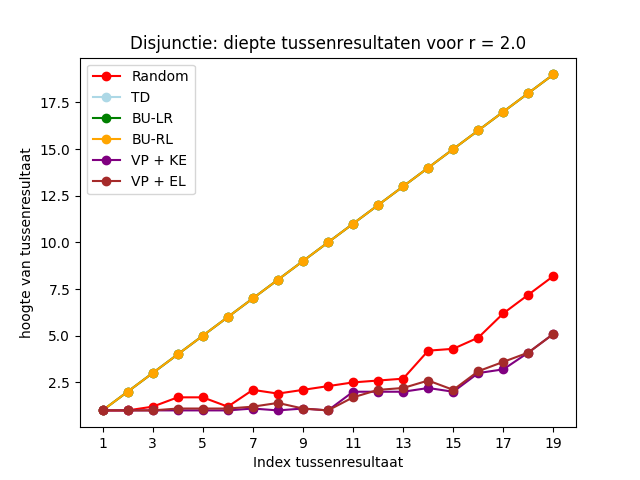 Disjunctie: diepte tussenresultaten voor r = 2.0
Random
TD
BU-LR
BU-RL
VP + KE
VP + EL
hoogte van tussenresultaat
17.5
15.0
12.5
10.0
7.5
5.0
2.5
1 3 5 7 9 11 13 15 17 19
Index tussenresultaat